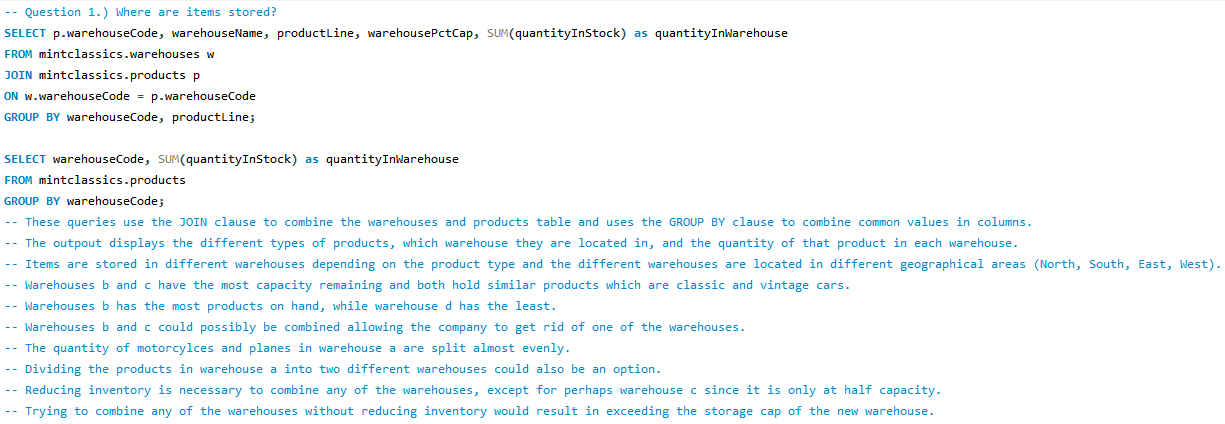 -- Question 1.) Where are items stored?
SELECT p.warehouseCode, warehouseName, productLine, warehousePctCap, SUM(quantityInStock) as quantityInWarehouse
FROM mintclassics.warehouses w
JOIN mintclassics.products p
ON w.warehouseCode = p.warehouseCode
GROUP BY warehouseCode, productLine;
SELECT warehouseCode, SUM(quantityInStock) as quantityInWarehouse
FROM mintclassics.products
GROUP BY warehouseCode;
-- These queries use the JOIN clause to combine the warehouses and products table and uses the GROUP BY clause to combine common values in columns.
-- The outoput displays the different types of products, which warehouse they are located in, and the quantity of that product in each warehouse.
-- Items are stored in different warehouses depending on the product type and the different warehouses are located in different geographical areas (North, South, East, West).
-- Warehouses b and c have the most capacity remaining and both hold similar products which are classic and vintage cars.
-- Warehouses b has the most products on hand, while warehouse d has the least.
-- Warehouses b and c could possibly be combined allowing the company to get rid of one of the warehouses.
-- The quantity of motorcylces and planes in warehouse a are split almost evenly.
-- Dividing the products in warehouse a into two different warehouses could also be an option.
-- Reducing inventory is necessary to combine any of the warehouses, except for perhaps warehouse c since it is only at half capacity.
-- Trying to combine any of the warehouses without reducing inventory would result in exceeding the storage cap of the new warehouse.